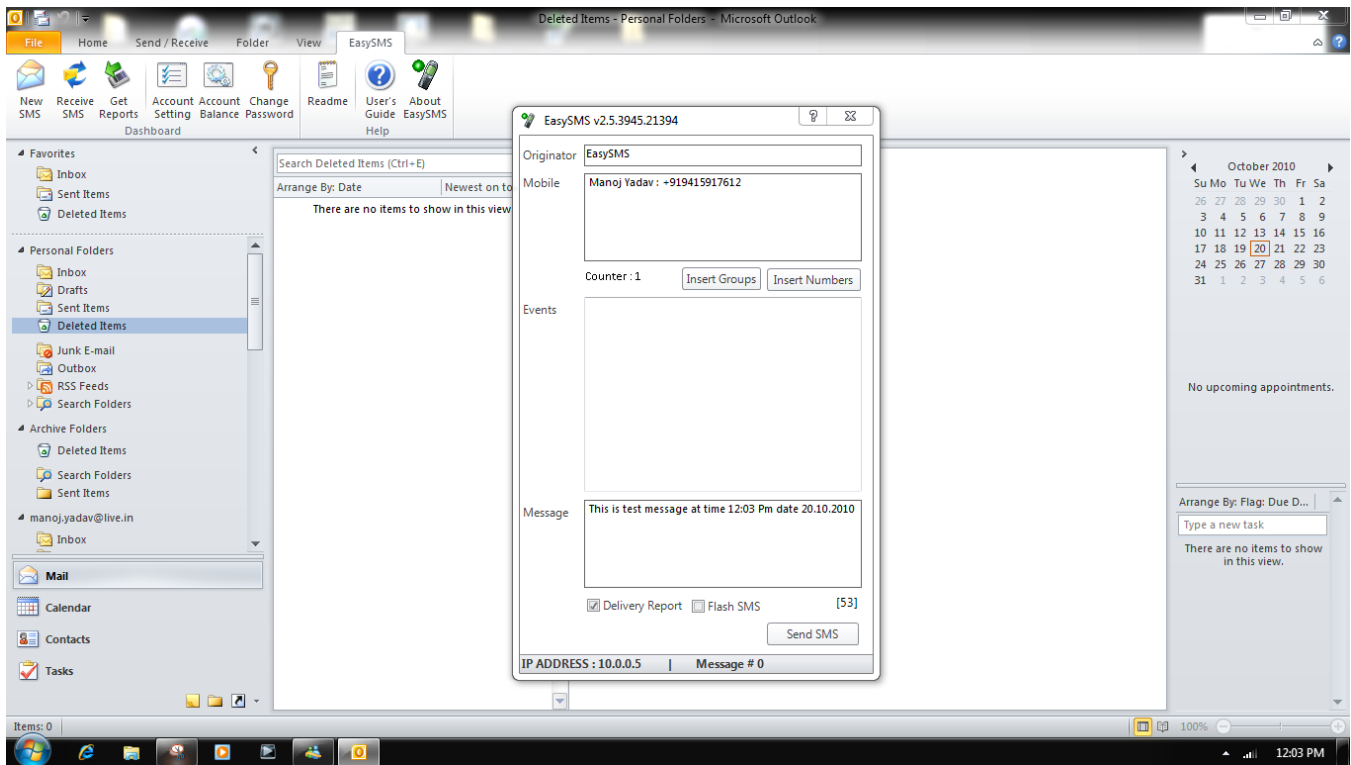 Deleted Items - Personal Folders - Microsoft Outlook
File Home Send / Receive Folder View EasySMS
New SMS
Receive SMS
Get Reports
Account Setting
Account Balance
Change Password
Readme
User's Guide
About EasySMS
Dashboard
Help
Favorites
Inbox
Sent Items
Deleted Items
Personal Folders
Inbox
Drafts
Sent Items
Deleted Items
Junk E-mail
Outbox
RSS Feeds
Search Folders
Archive Folders
Deleted Items
Search Folders
Sent Items
manoj.yadav@live.in
Inbox
Mail
Calendar
Contacts
Tasks
Search Deleted Items (Ctrl+E)
Arrange By: Date Newest on to
There are no items to show in this view
EasySMS v2.5.3945.21394
Originator EasySMS
Mobile Manoj Yadav : +919415917612
Counter : 1 Insert Groups Insert Numbers
Events
Message This is test message at time 12:03 Pm date 20.10.2010
Delivery Report Flash SMS [53]
Send SMS
IP ADDRESS : 10.0.0.5 | Message # 0
October 2010
Su Mo Tu We Th Fr Sa
26 27 28 29 30 1 2
3 4 5 6 7 8 9
10 11 12 13 14 15 16
17 18 19 20 21 22 23
24 25 26 27 28 29 30
31 1 2 3 4 5 6
No upcoming appointments.
Arrange By: Flag: Due D...
Type a new task
There are no items to show
in this view.
Items: 0
100%
12:03 PM